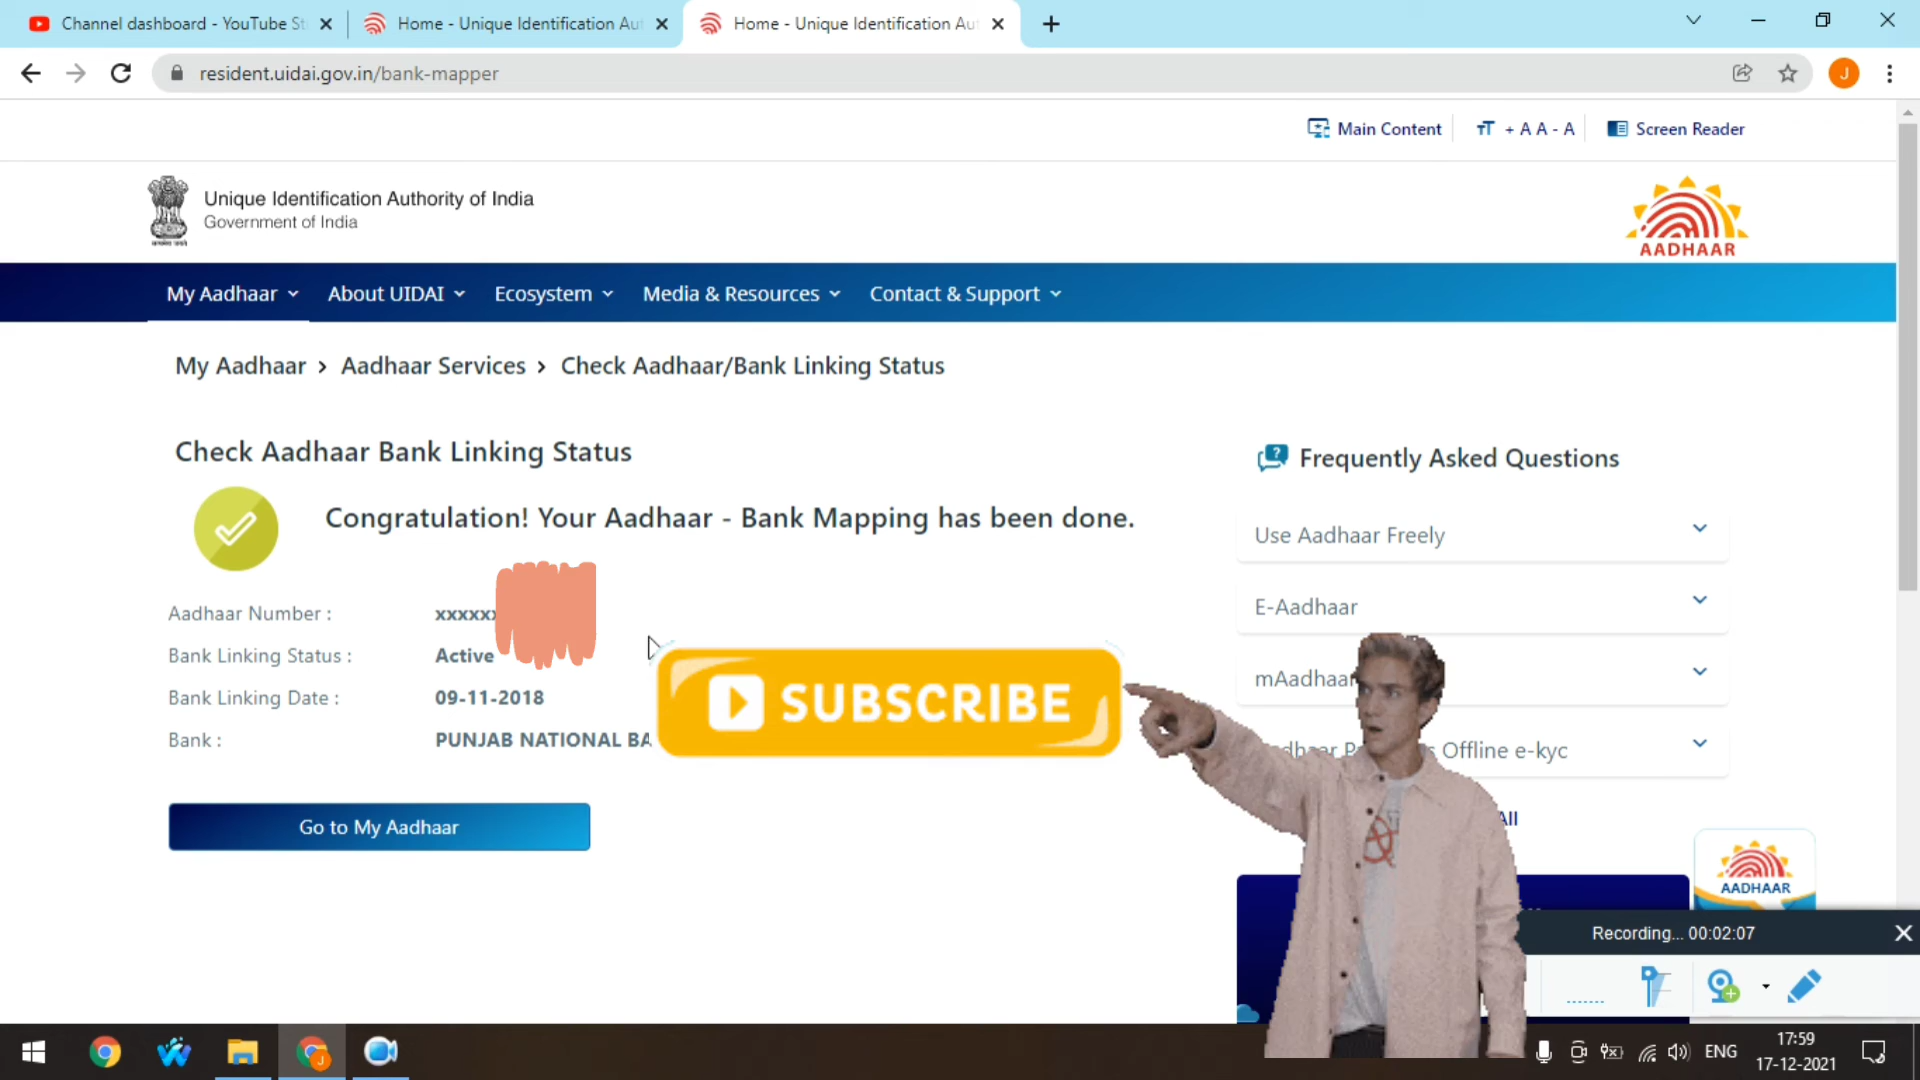 Channel dashboard - YouTube St
Home - Unique Identification Au
Home - Unique Identification Au
resident.uidai.gov.in/bank-mapper
J
Main Content
+ A A - A
Screen Reader
Unique Identification Authority of India
Government of India
AADHAAR
My Aadhaar
About UIDAI
Ecosystem
Media & Resources
Contact & Support
My Aadhaar › Aadhaar Services › Check Aadhaar/Bank Linking Status
Check Aadhaar Bank Linking Status
Congratulation! Your Aadhaar - Bank Mapping has been done.
Aadhaar Number : xxxxxx
Bank Linking Status : Active
Bank Linking Date : 09-11-2018
Bank : PUNJAB NATIONAL BA
Go to My Aadhaar
SUBSCRIBE
Frequently Asked Questions
Use Aadhaar Freely
E-Aadhaar
mAadhaar
Offline e-kyc
All
AADHAAR
Recording... 00:02:07
ENG
17:59
17-12-2021